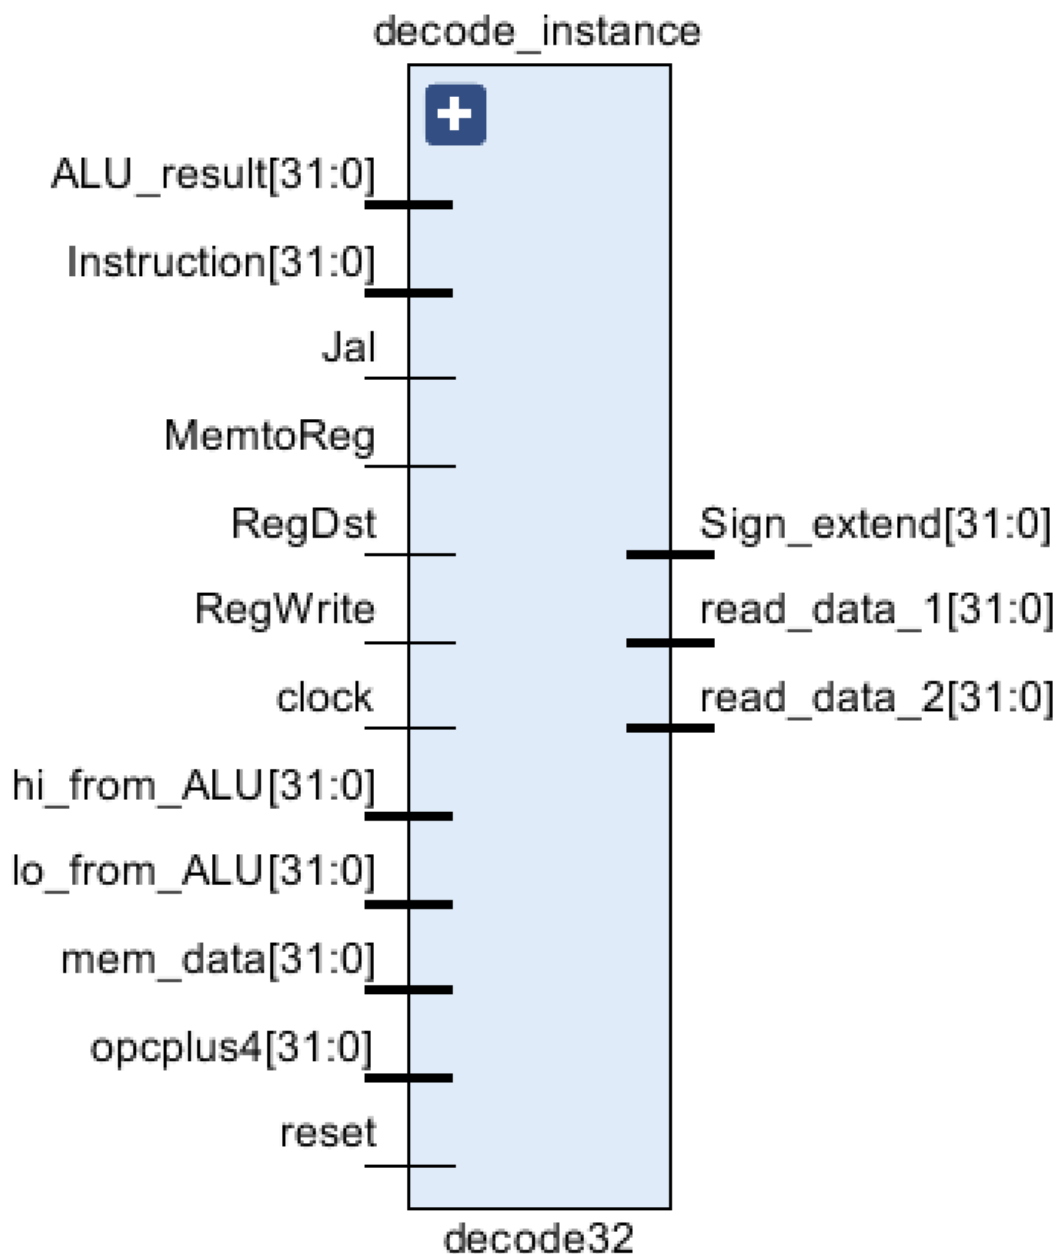 decode_instance
ALU_result[31:0]
Instruction[31:0]
Jal
MemtoReg
RegDst
Sign_extend[31:0]
RegWrite
read_data_1[31:0]
clock
read_data_2[31:0]
hi_from_ALU[31:0]
lo_from_ALU[31:0]
mem_data[31:0]
opcplus4[31:0]
reset
decode32